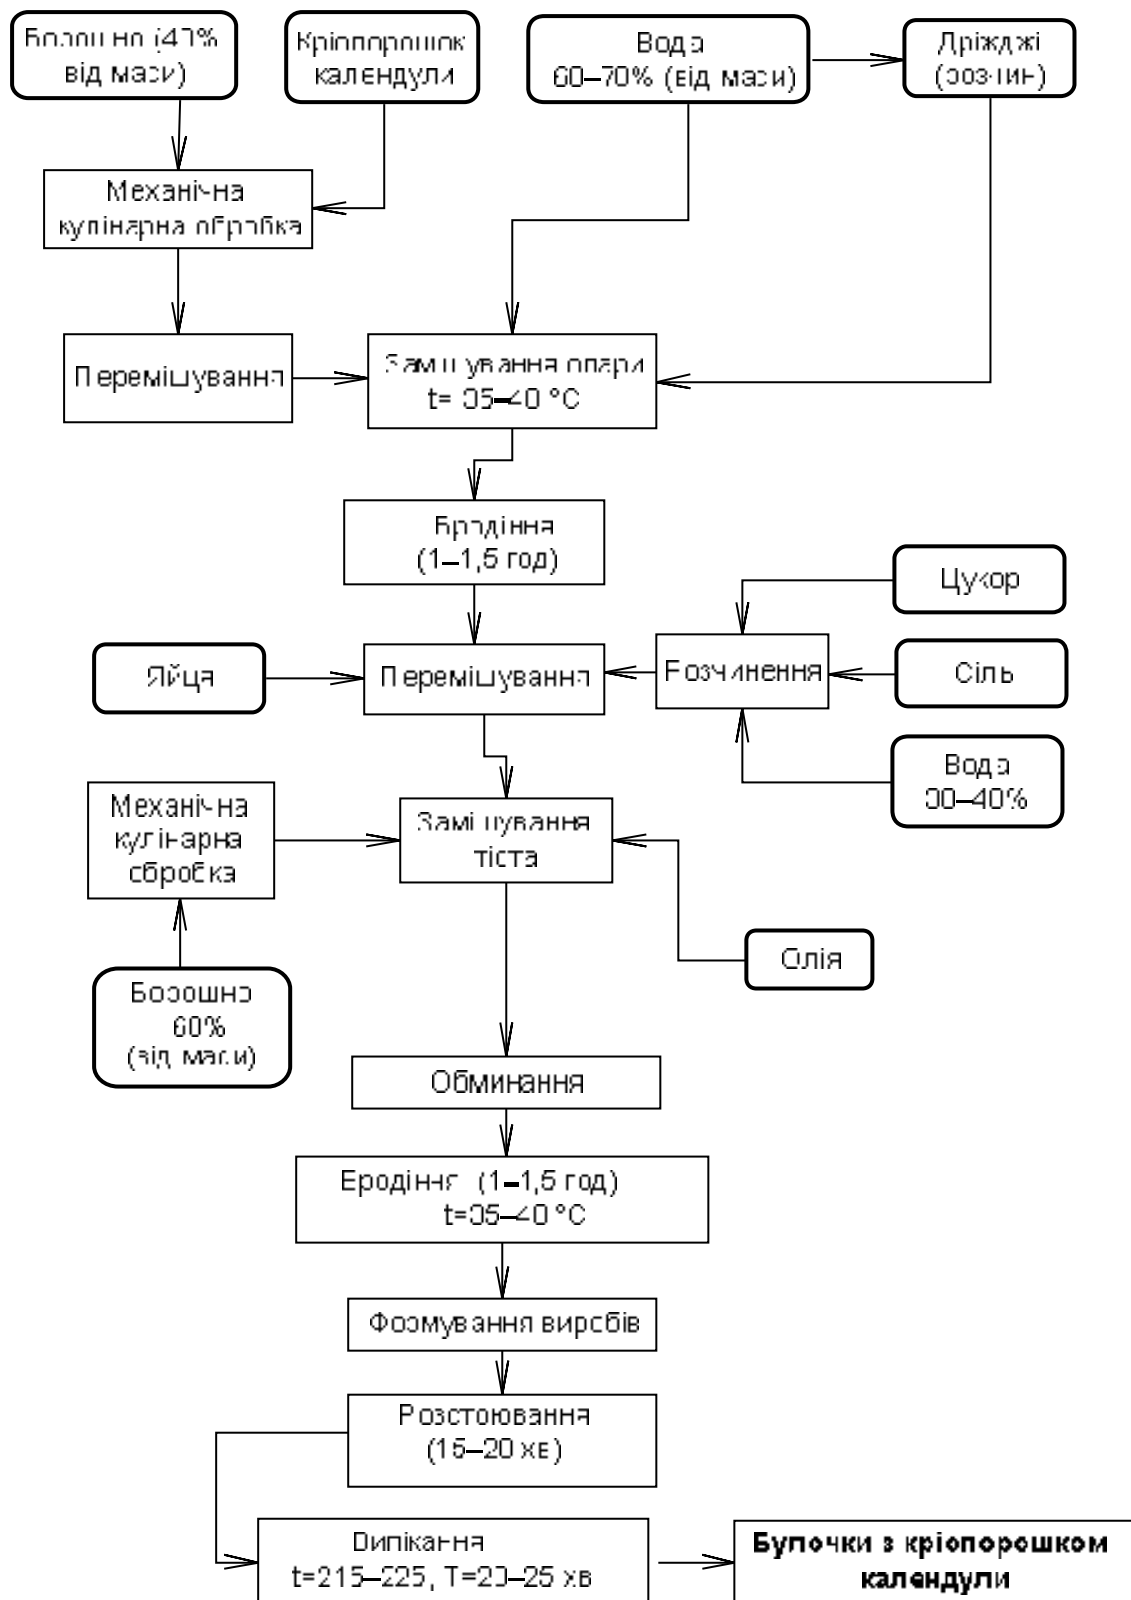 Борошно (40%
від маси)
Кріопорошок
календули
Вода
60–70% (від маси)
Дріжджі
(розчин)
Механічна
кулінарна обробка
Перемішування
Замішування опари
t= 35–40 °C
Бродіння
(1–1,5 год)
Цукор
Яйця
Перемішування
Розчинення
Сіль
Вода
30–40%
Механічна
кулінарна
обробка
Замішування
тіста
Олія
Борошно
60%
(від маси)
Обминання
Бродіння (1–1,5 год)
t=35–40 °C
Формування виробів
Розстоювання
(15–20 хв)
Випікання
t=215–225, T=20–25 хв
Булочки з кріопорошком
календули